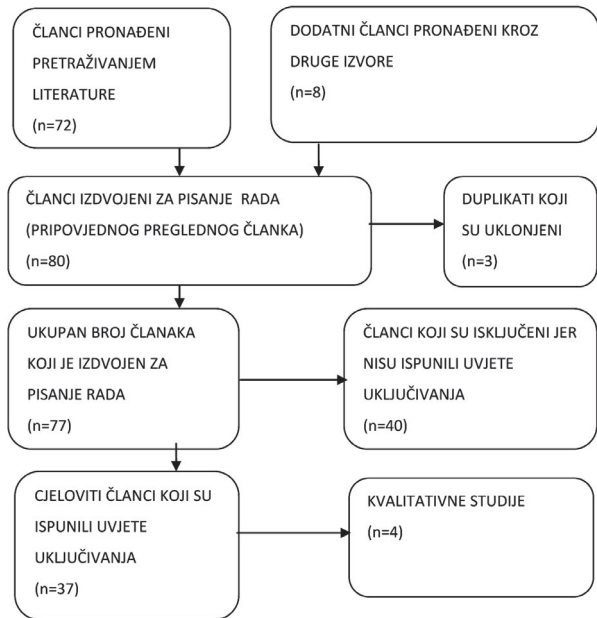 ČLANCI PRONAĐENI
PRETRAŽIVANJEM
LITERATURE
(n=72)
DODATNI ČLANCI PRONAĐENI KROZ
DRUGE IZVORE
(n=8)
ČLANCI IZDVOJENI ZA PISANJE RADA
(PRIPOVJEDNOG PREGLEDNOG ČLANKA)
(n=80)
DUPLIKATI KOJI
SU UKLONJENI
(n=3)
UKUPAN BROJ ČLANAKA
KOJI JE IZDVOJEN ZA
PISANJE RADA
(n=77)
ČLANCI KOJI SU ISKLJUČENI JER
NISU ISPUNILI UVJETE
UKLJUČIVANJA
(n=40)
CJELOVITI ČLANCI KOJI SU
ISPUNILI UVJETE
UKLJUČIVANJA
(n=37)
KVALITATIVNE STUDIJE
(n=4)